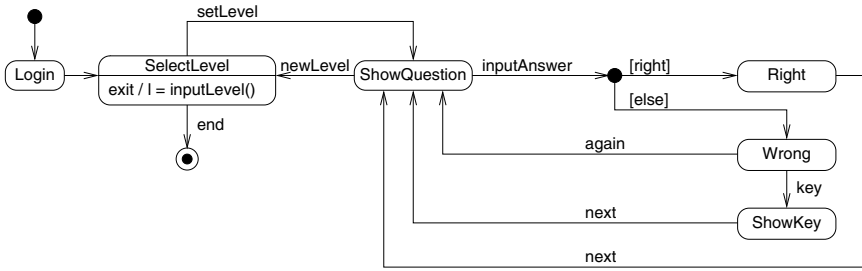 setLevel
Login
SelectLevel
exit / l = inputLevel()
newLevel
ShowQuestion
inputAnswer
[right]
Right
[else]
end
again
Wrong
key
next
ShowKey
next